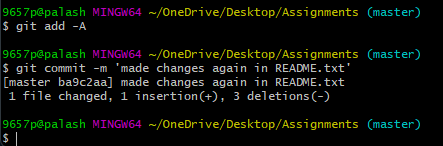 9657p@palash MINGW64 ~/OneDrive/Desktop/Assignments (master)
$ git add -A
9657p@palash MINGW64 ~/OneDrive/Desktop/Assignments (master)
$ git commit -m 'made changes again in README.txt'
[master ba9c2aa] made changes again in README.txt
1 file changed, 1 insertion(+), 3 deletions(-)
9657p@palash MINGW64 ~/OneDrive/Desktop/Assignments (master)
$